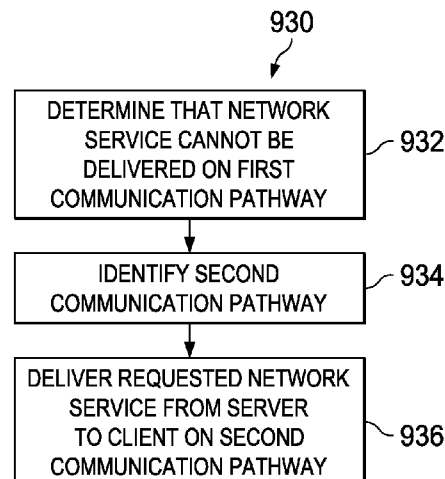 930
DETERMINE THAT NETWORK
SERVICE CANNOT BE
DELIVERED ON FIRST
COMMUNICATION PATHWAY
932
IDENTIFY SECOND
COMMUNICATION PATHWAY
934
DELIVER REQUESTED NETWORK
SERVICE FROM SERVER
TO CLIENT ON SECOND
COMMUNICATION PATHWAY
936